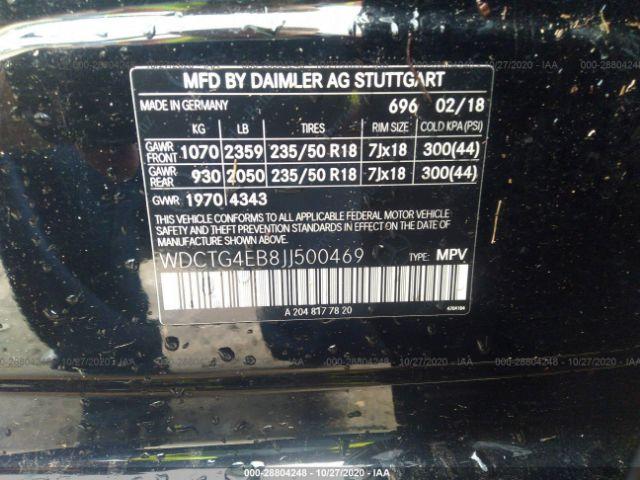 MFD BY DAIMLER AG STUTTGART
MADE IN GERMANY 696 02/18
KG LB TIRES RIM SIZE COLD KPA (PSI)
GAWR FRONT 1070 2359 235/50 R18 7Jx18 300(44)
GAWR REAR 930 2050 235/50 R18 7Jx18 300(44)
GVWR 1970 4343
THIS VEHICLE CONFORMS TO ALL APPLICABLE FEDERAL MOTOR VEHICLE
SAFETY AND THEFT PREVENTION STANDARDS IN EFFECT ON THE DATE
OF MANUFACTURE SHOWN ABOVE.
WDCTG4EB8JJ500469 TYPE: MPV
A 204 817 78 20
000-28804248 - 10/27/2020 - IAA